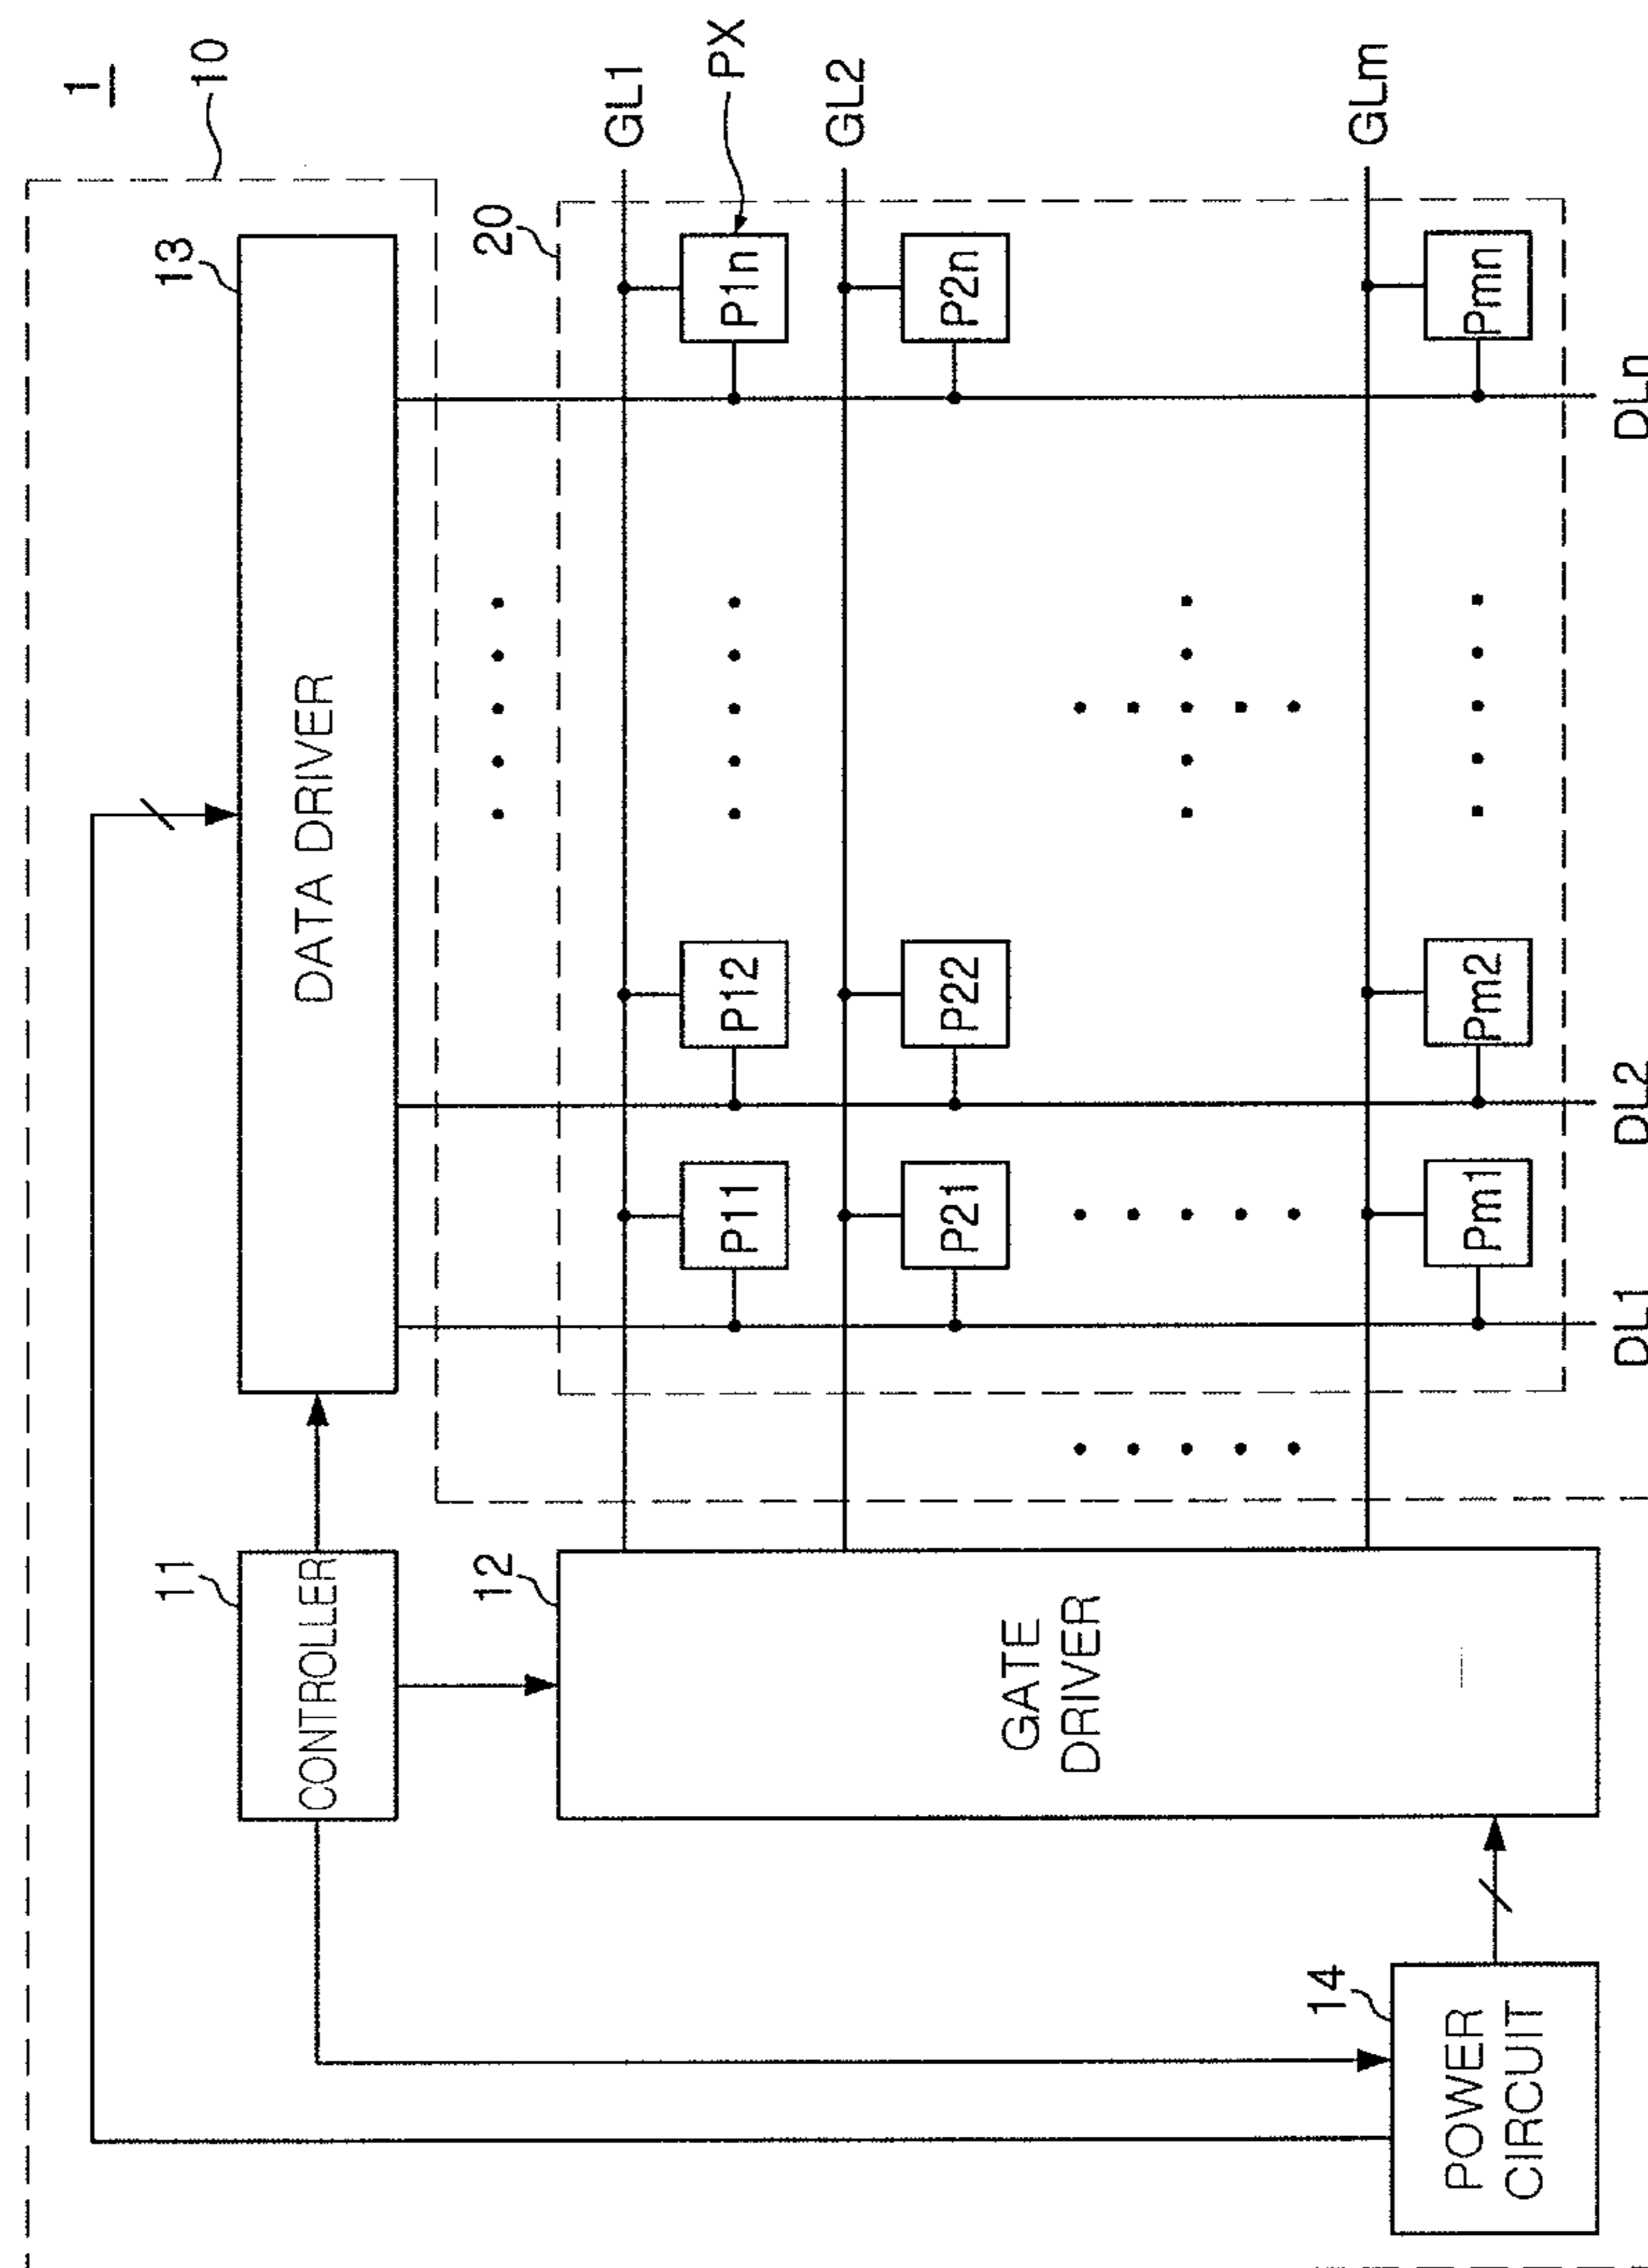 1
10
11
13
CONTROLLER
DATA DRIVER
12
20
GL1
P11
P12
P1n
PX
GL2
P21
P22
P2n
GATE
DRIVER
14
GLm
POWER
CIRCUIT
Pm1
Pm2
Pmn
DL1
DL2
DLn